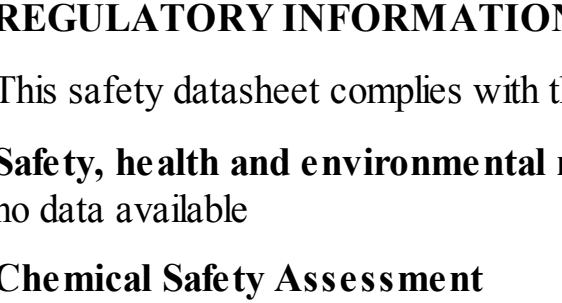 REGULATORY INFORMATION
This safety datasheet complies with
Safety, health and environmental
no data available
Chemical Safety Assessment